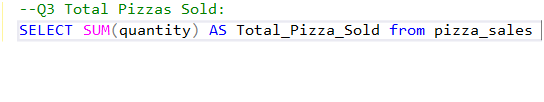 --Q3 Total Pizzas Sold:
SELECT SUM(quantity) AS Total_Pizza_Sold from pizza_sales